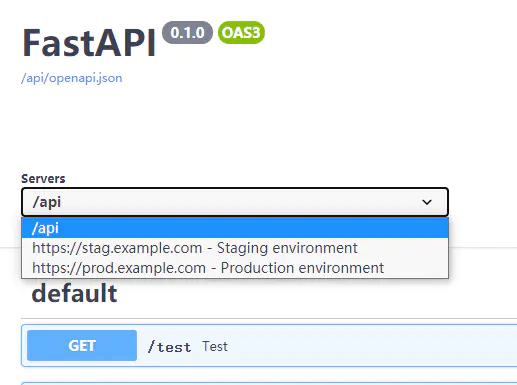 FastAPI 0.1.0 OAS3
/api/openapi.json
Servers
/api
/api
https://stag.example.com - Staging environment
https://prod.example.com - Production environment
default
GET /test Test